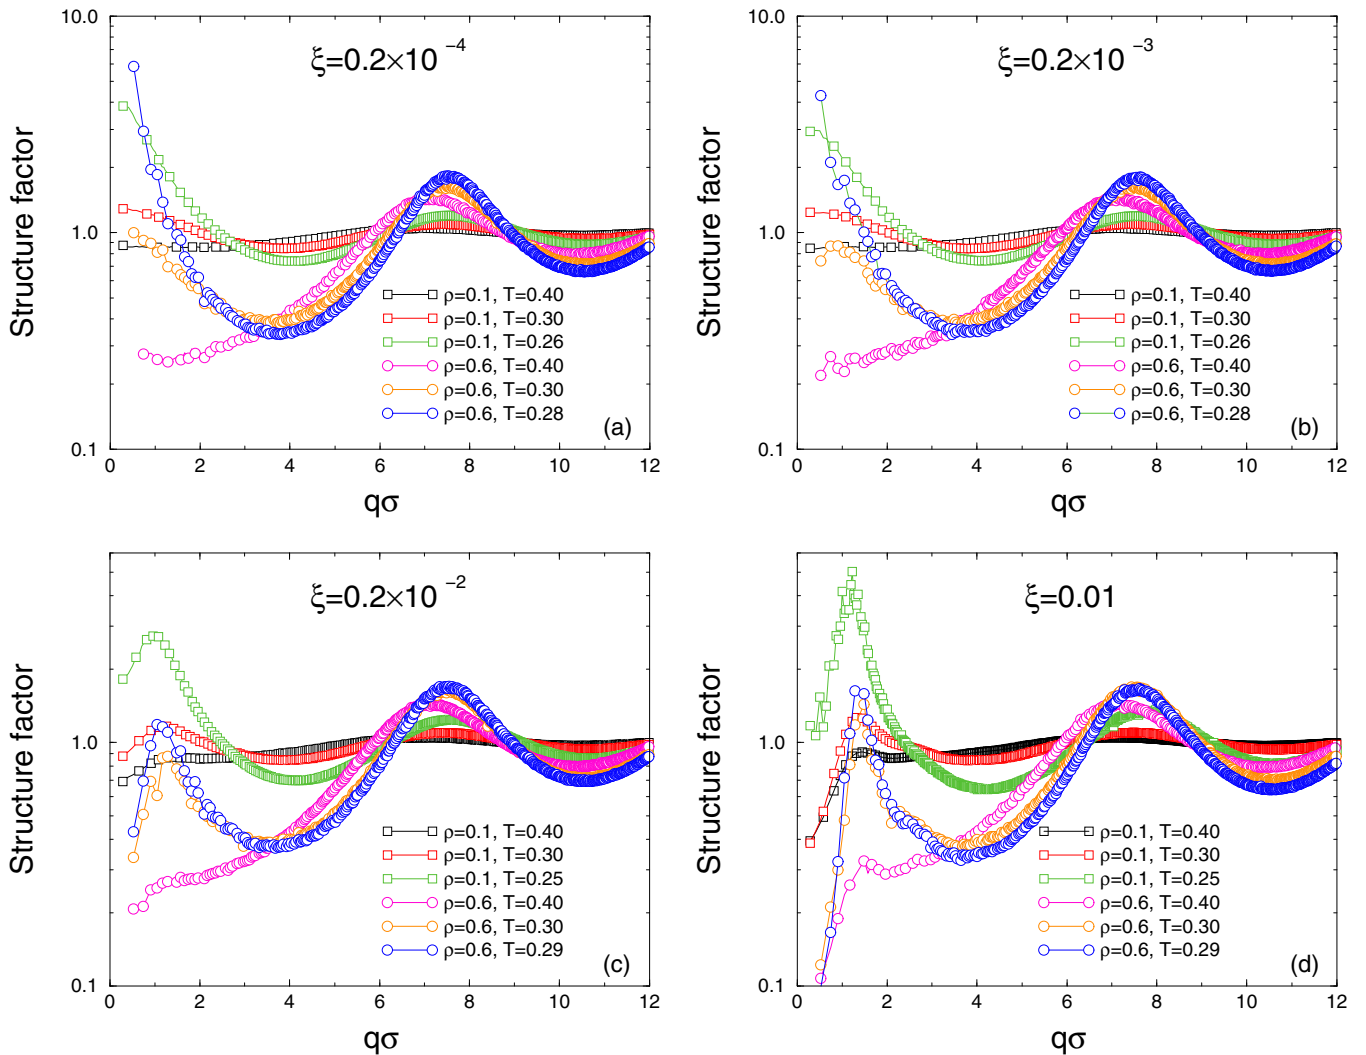 ξ=0.2×10 −4
Structure factor
10.0
1.0
0.1
ρ=0.1, T=0.40
ρ=0.1, T=0.30
ρ=0.1, T=0.26
ρ=0.6, T=0.40
ρ=0.6, T=0.30
ρ=0.6, T=0.28
(a)
0 2 4 6 8 10 12
qσ
ξ=0.2×10 −3
Structure factor
10.0
1.0
0.1
ρ=0.1, T=0.40
ρ=0.1, T=0.30
ρ=0.1, T=0.26
ρ=0.6, T=0.40
ρ=0.6, T=0.30
ρ=0.6, T=0.28
(b)
0 2 4 6 8 10 12
qσ
ξ=0.2×10 −2
Structure factor
1.0
0.1
ρ=0.1, T=0.40
ρ=0.1, T=0.30
ρ=0.1, T=0.25
ρ=0.6, T=0.40
ρ=0.6, T=0.30
ρ=0.6, T=0.29
(c)
0 2 4 6 8 10 12
qσ
ξ=0.01
Structure factor
1.0
0.1
ρ=0.1, T=0.40
ρ=0.1, T=0.30
ρ=0.1, T=0.25
ρ=0.6, T=0.40
ρ=0.6, T=0.30
ρ=0.6, T=0.29
(d)
0 2 4 6 8 10 12
qσ